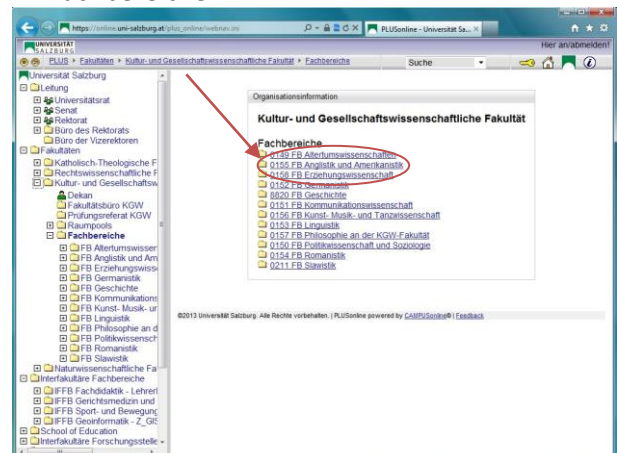 https://online.uni-salzburg.at/plus_online/webnav.ini
PLUSonline - Universität Sa...
UNIVERSITÄT
SALZBURG
Hier an/abmelden!
PLUS Fakultäten Kultur- und Gesellschaftswissenschaftliche Fakultät Fachbereiche
Suche
Universität Salzburg
Leitung
Universitätsrat
Senat
Rektorat
Büro des Rektorats
Büro der Vizerektoren
Fakultäten
Katholisch-Theologische F
Rechtswissenschaftliche F
Kultur- und Gesellschaftsw
Dekan
Fakultätsbüro KGW
Prüfungsreferat KGW
Raumpools
Fachbereiche
FB Altertumswissen
FB Anglistik und Am
FB Erziehungswiss
FB Germanistik
FB Geschichte
FB Kommunikations
FB Kunst- Musik- ur
FB Linguistik
FB Philosophie an d
FB Politikwissensch
FB Romanistik
FB Slawistik
Naturwissenschaftliche Fa
Interfakultäre Fachbereiche
IFFB Fachdidaktik - Lehrerl
IFFB Gerichtsmedizin und
IFFB Sport- und Bewegung
IFFB Geoinformatik - Z_GIS
School of Education
Interfakultäre Forschungsstelle
Organisationsinformation
Kultur- und Gesellschaftswissenschaftliche Fakultät
Fachbereiche
0149 FB Altertumswissenschaften
0155 FB Anglistik und Amerikanistik
0158 FB Erziehungswissenschaft
0152 FB Germanistik
8820 FB Geschichte
0151 FB Kommunikationswissenschaft
0156 FB Kunst- Musik- und Tanzwissenschaft
0153 FB Linguistik
0157 FB Philosophie an der KGW-Fakultät
0150 FB Politikwissenschaft und Soziologie
0154 FB Romanistik
0211 FB Slawistik
©2013 Universität Salzburg. Alle Rechte vorbehalten. | PLUSonline powered by CAMPUSonline® | Feedback